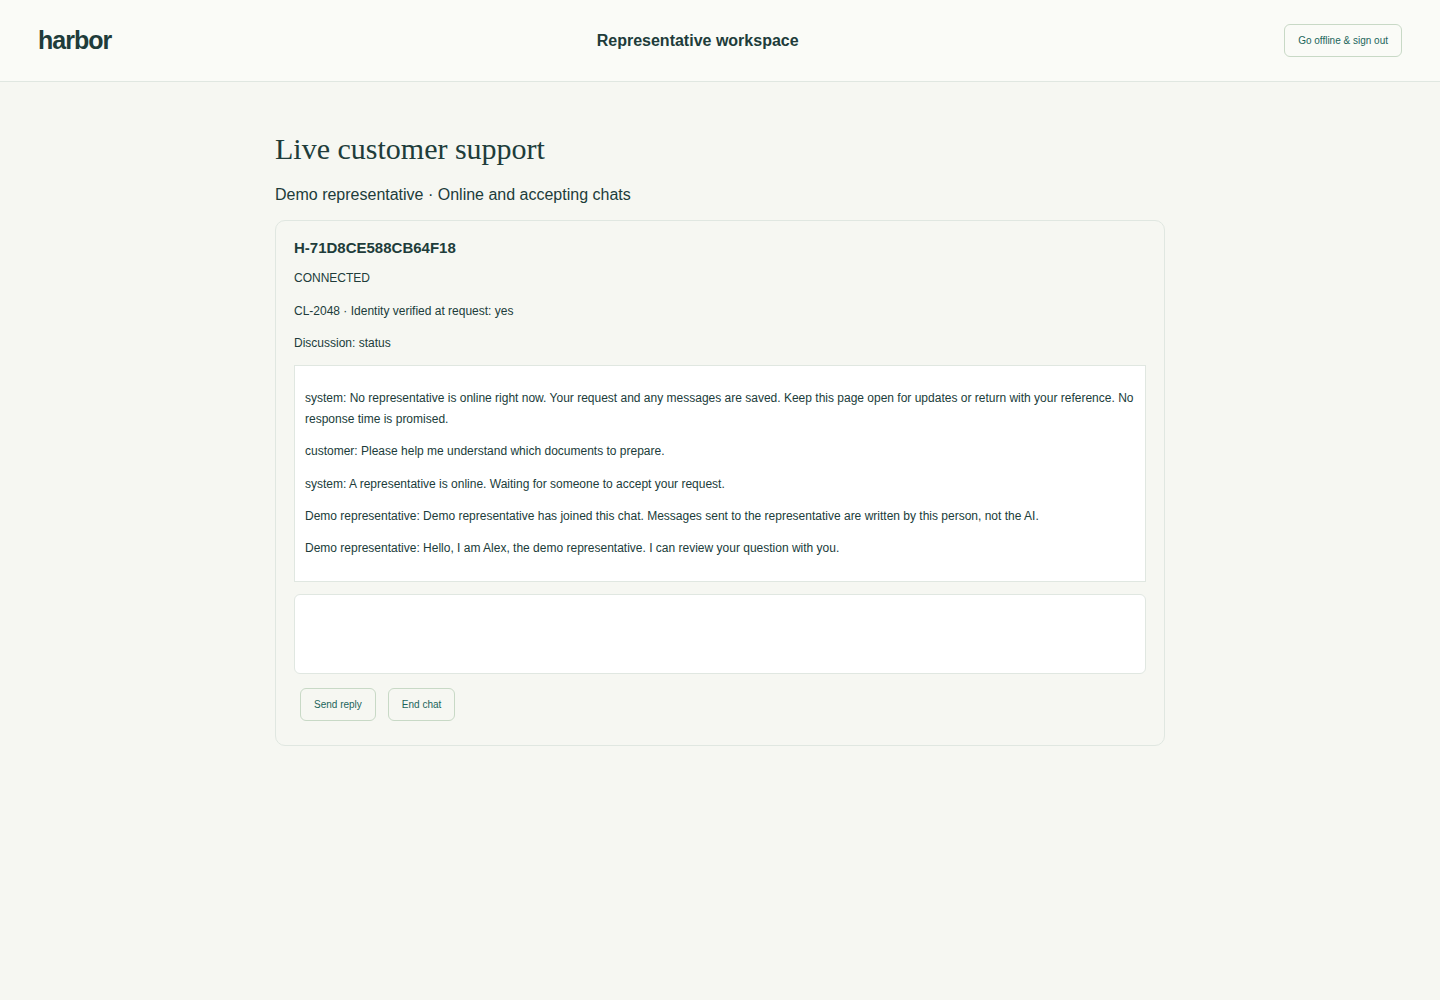 harbor
Representative workspace
Go offline & sign out
Live customer support
Demo representative · Online and accepting chats
H-71D8CE588CB64F18
CONNECTED
CL-2048 · Identity verified at request: yes
Discussion: status
system: No representative is online right now. Your request and any messages are saved. Keep this page open for updates or return with your reference. No
response time is promised.
customer: Please help me understand which documents to prepare.
system: A representative is online. Waiting for someone to accept your request.
Demo representative: Demo representative has joined this chat. Messages sent to the representative are written by this person, not the AI.
Demo representative: Hello, I am Alex, the demo representative. I can review your question with you.
Send reply
End chat